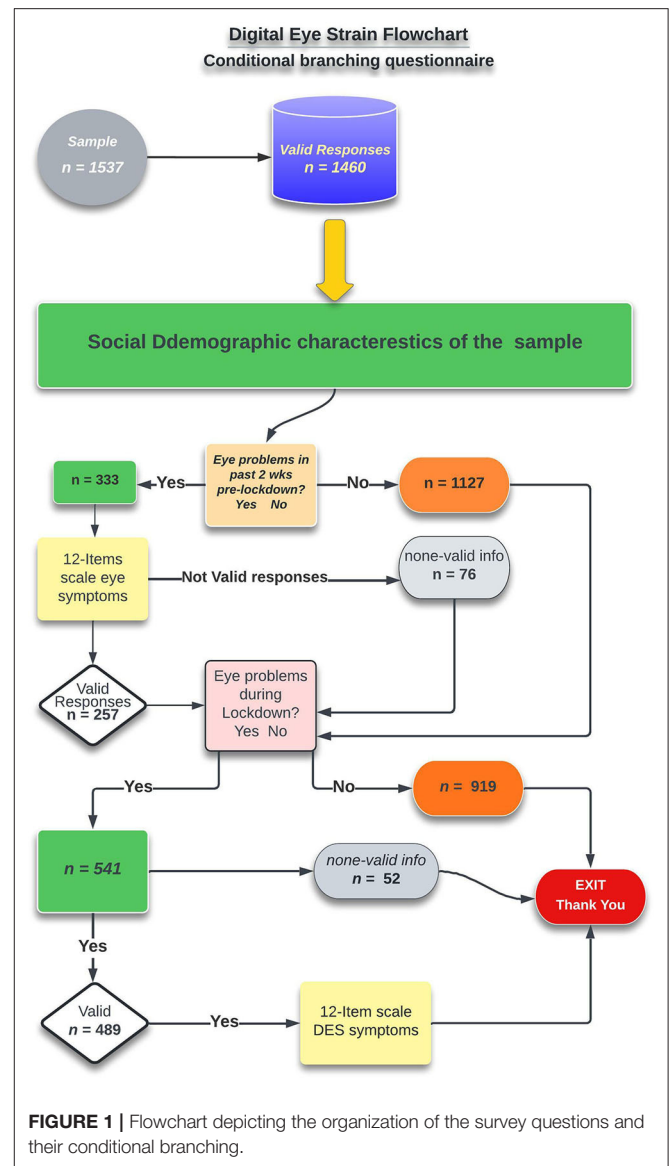 Digital Eye Strain Flowchart
Conditional branching questionnaire
Sample
n = 1537
Valid Responses
n = 1460
Social Ddemographic characterestics of the sample
Eye problems in
past 2 wks
pre-lockdown?
Yes No
Yes
n = 333
No
n = 1127
12-Items
scale eye
symptoms
Not Valid responses
none-valid info
n = 76
Valid
Responses
n = 257
Eye problems
during
Lockdown?
Yes No
Yes
No
n = 919
n = 541
none-valid info
n = 52
EXIT
Thank You
Yes
Valid
n = 489
Yes
12-Item scale
DES symptoms
FIGURE 1 | Flowchart depicting the organization of the survey questions and
their conditional branching.